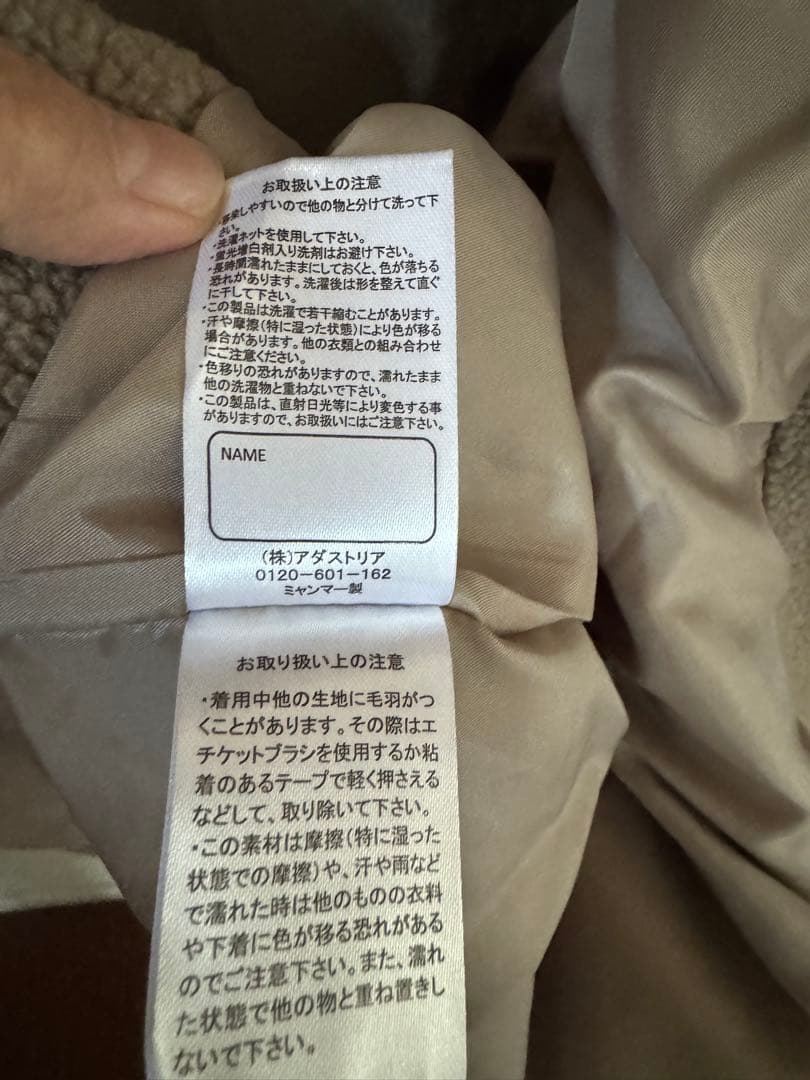 お取扱い上の注意
・移染しやすいので他の物と分けて洗って下
さい。
・洗濯ネットを使用して下さい。
・蛍光増白剤入り洗剤はお避け下さい。
・長時間濡れたままにしておくと、色が落ちる
恐れがあります。洗濯後は形を整えて直ぐ
に干して下さい。
・この製品は洗濯で若干縮むことがあります。
・汗や摩擦(特に湿った状態)により色が移る
場合があります。他の衣類との組み合わせ
にご注意ください。
・色移りの恐れがありますので、濡れたまま
他の洗濯物と重ねないで下さい。
・この製品は、直射日光等により変色する事
がありますので、お取扱いにはご注意下さい。
NAME
(株)アダストリア
0120-601-162
ミャンマー製
お取り扱い上の注意
・着用中他の生地に毛羽がつ
くことがあります。その際はエ
チケットブラシを使用するか粘
着のあるテープで軽く押さえる
などして、取り除いて下さい。
・この素材は摩擦(特に湿った
状態での摩擦)や、汗や雨など
で濡れた時は他のものの衣料
や下着に色が移る恐れがある
のでご注意下さい。また、濡れ
た状態で他の物と重ね置きし
ないで下さい。